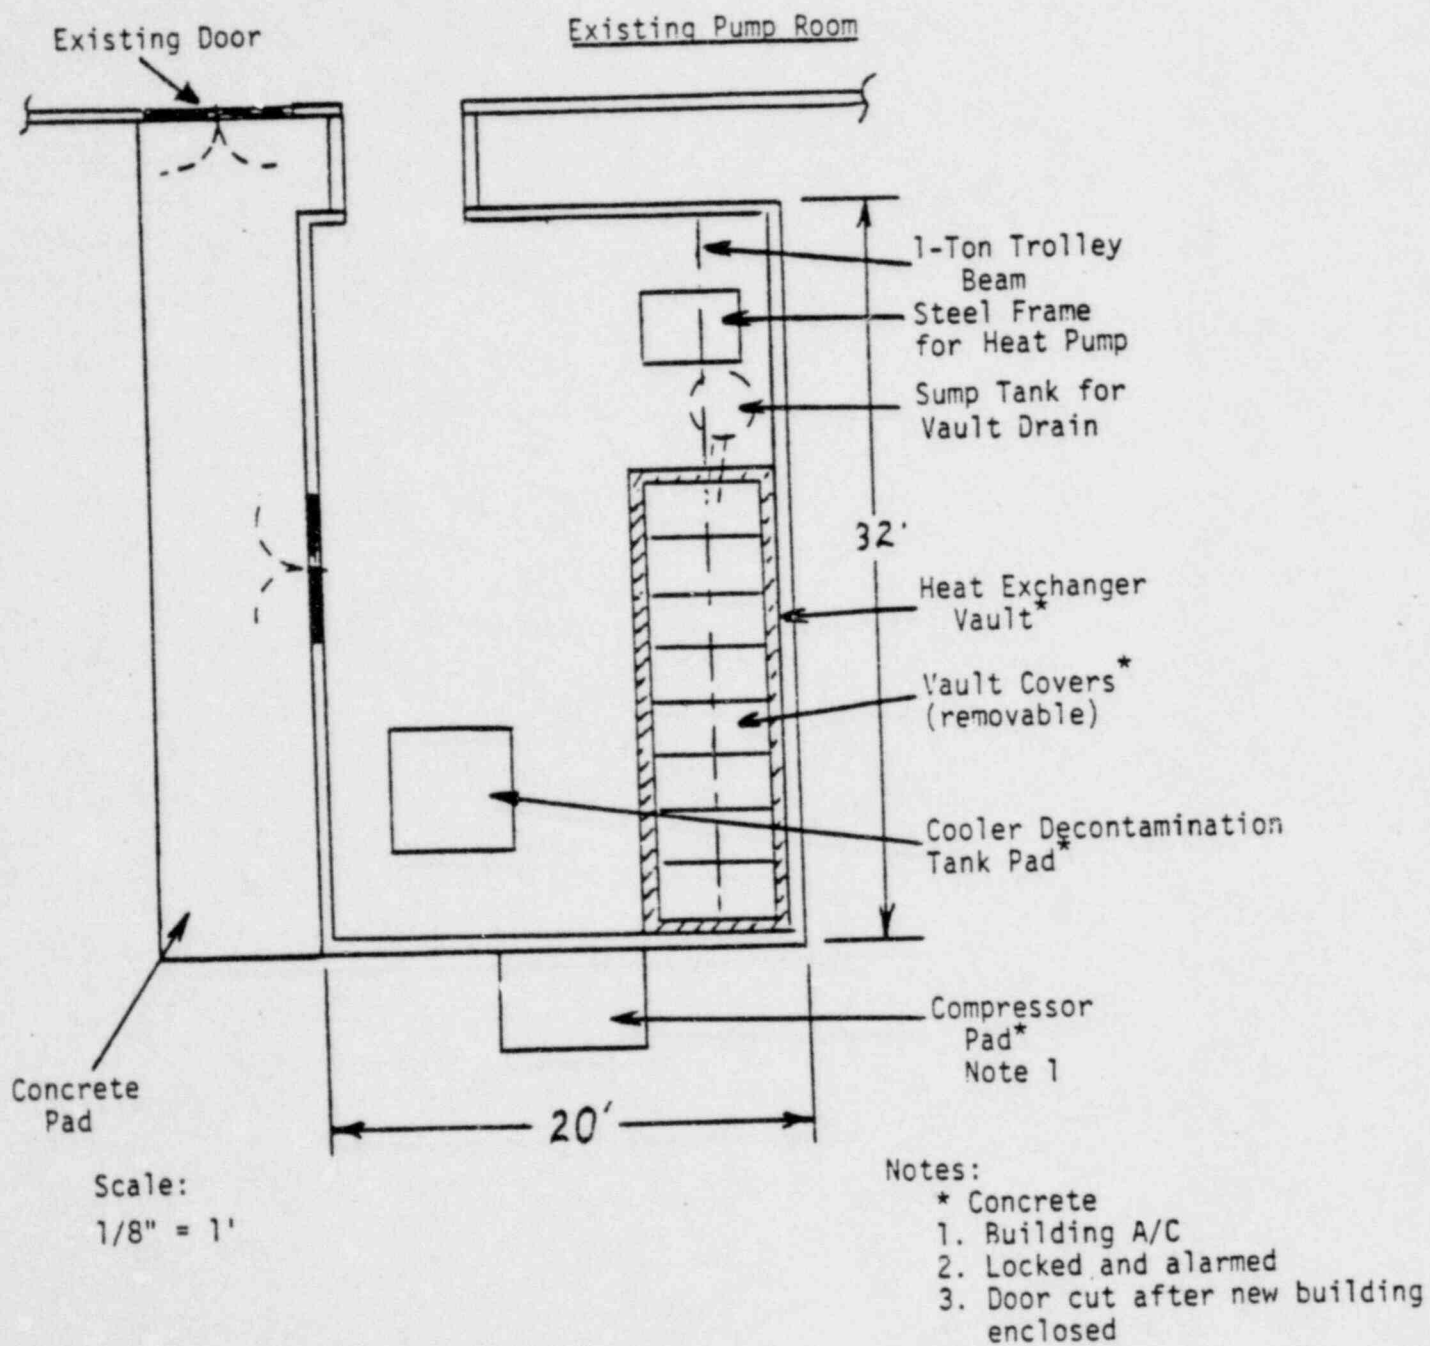 Existing Door
Existing Pump Room
1-Ton Trolley
Beam
Steel Frame
for Heat Pump
Sump Tank for
Vault Drain
32'
Heat Exchanger
Vault*
Vault Covers*
(removable)
Cooler Decontamination
Tank Pad*
Compressor
Pad*
Note 1
Concrete
Pad
20'
Scale:
1/8" = 1'
Notes:
* Concrete
1. Building A/C
2. Locked and alarmed
3. Door cut after new building
enclosed